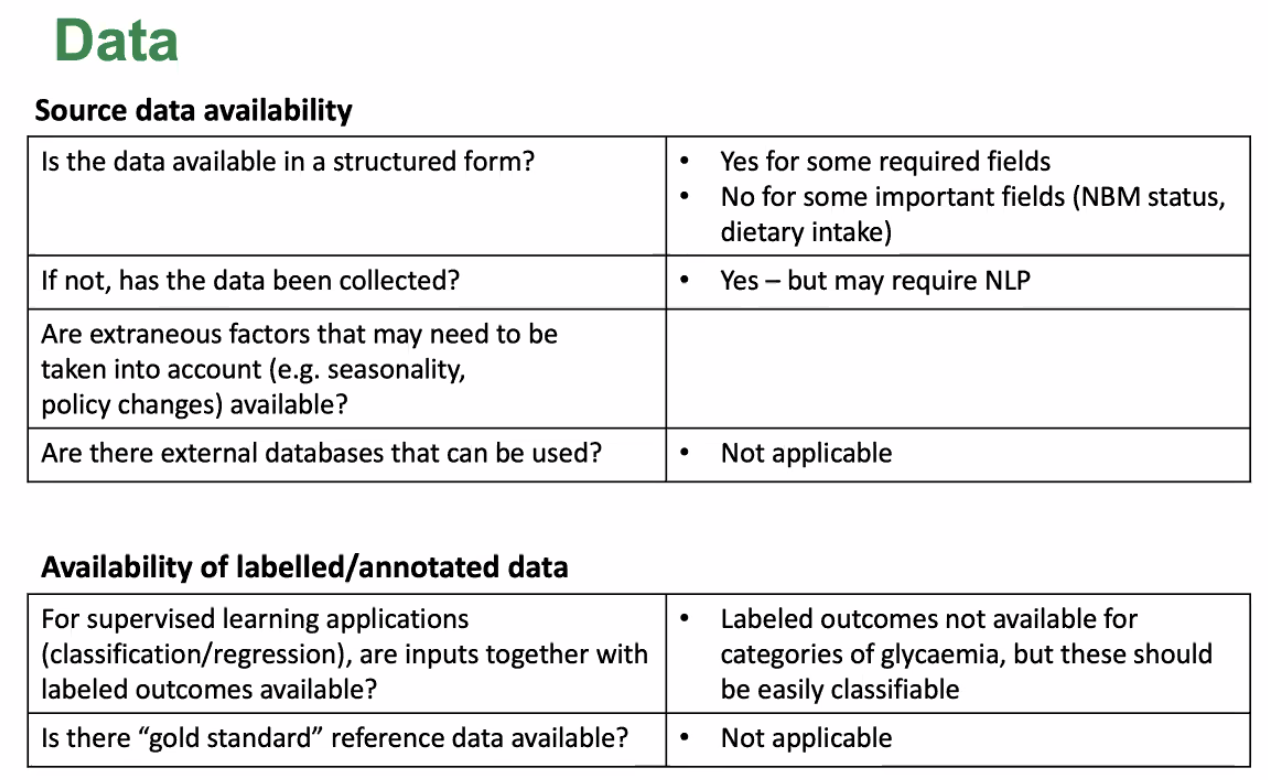 Data
Source data availability
Is the data available in a structured form?
• Yes for some required fields
• No for some important fields (NBM status,
dietary intake)
If not, has the data been collected?
• Yes – but may require NLP
Are extraneous factors that may need to be
taken into account (e.g. seasonality,
policy changes) available?
Are there external databases that can be used?
• Not applicable
Availability of labelled/annotated data
For supervised learning applications
(classification/regression), are inputs together with
labeled outcomes available?
• Labeled outcomes not available for
categories of glycaemia, but these should
be easily classifiable
Is there “gold standard” reference data available?
• Not applicable